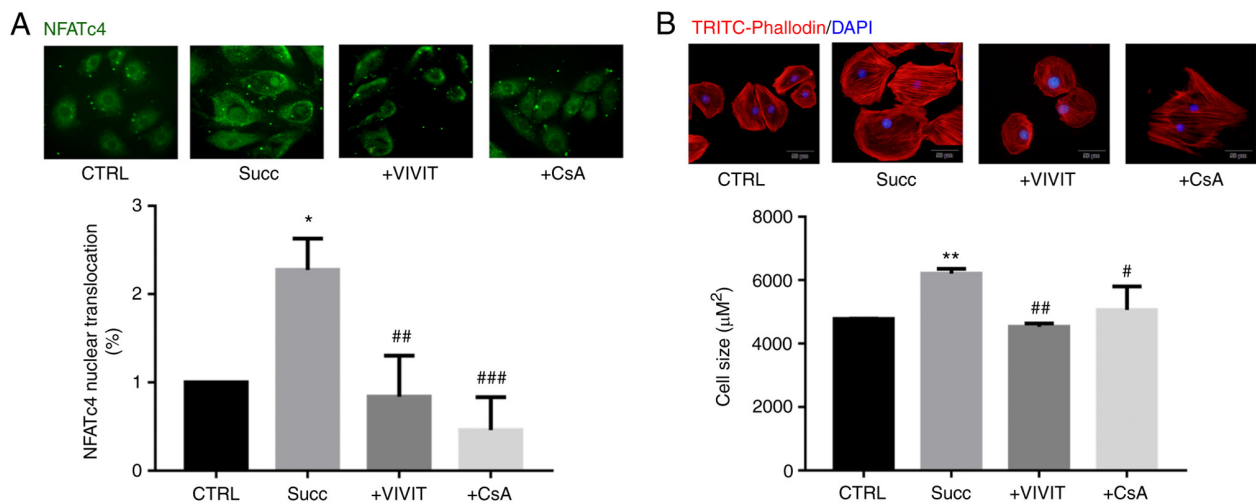 A
NFATc4
CTRL
Succ
+VIVIT
+CsA
NFATc4 nuclear translocation
(%)
3
2
1
0
*
##
###
CTRL
Succ
+VIVIT
+CsA
B
TRITC-Phallodin/DAPI
CTRL
Succ
+VIVIT
+CsA
Cell size (µM²)
8000
6000
4000
2000
0
**
##
#
CTRL
Succ
+VIVIT
+CsA